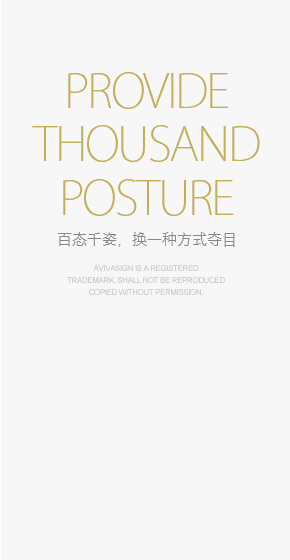 PROVIDE
THOUSAND
POSTURE
百态千姿，换一种方式夺目
AVIVASIGN IS A REGISTERED
TRADEMARK, SHALL NOT BE REPRODUCED
COPIED WITHOUT PERMISSION,